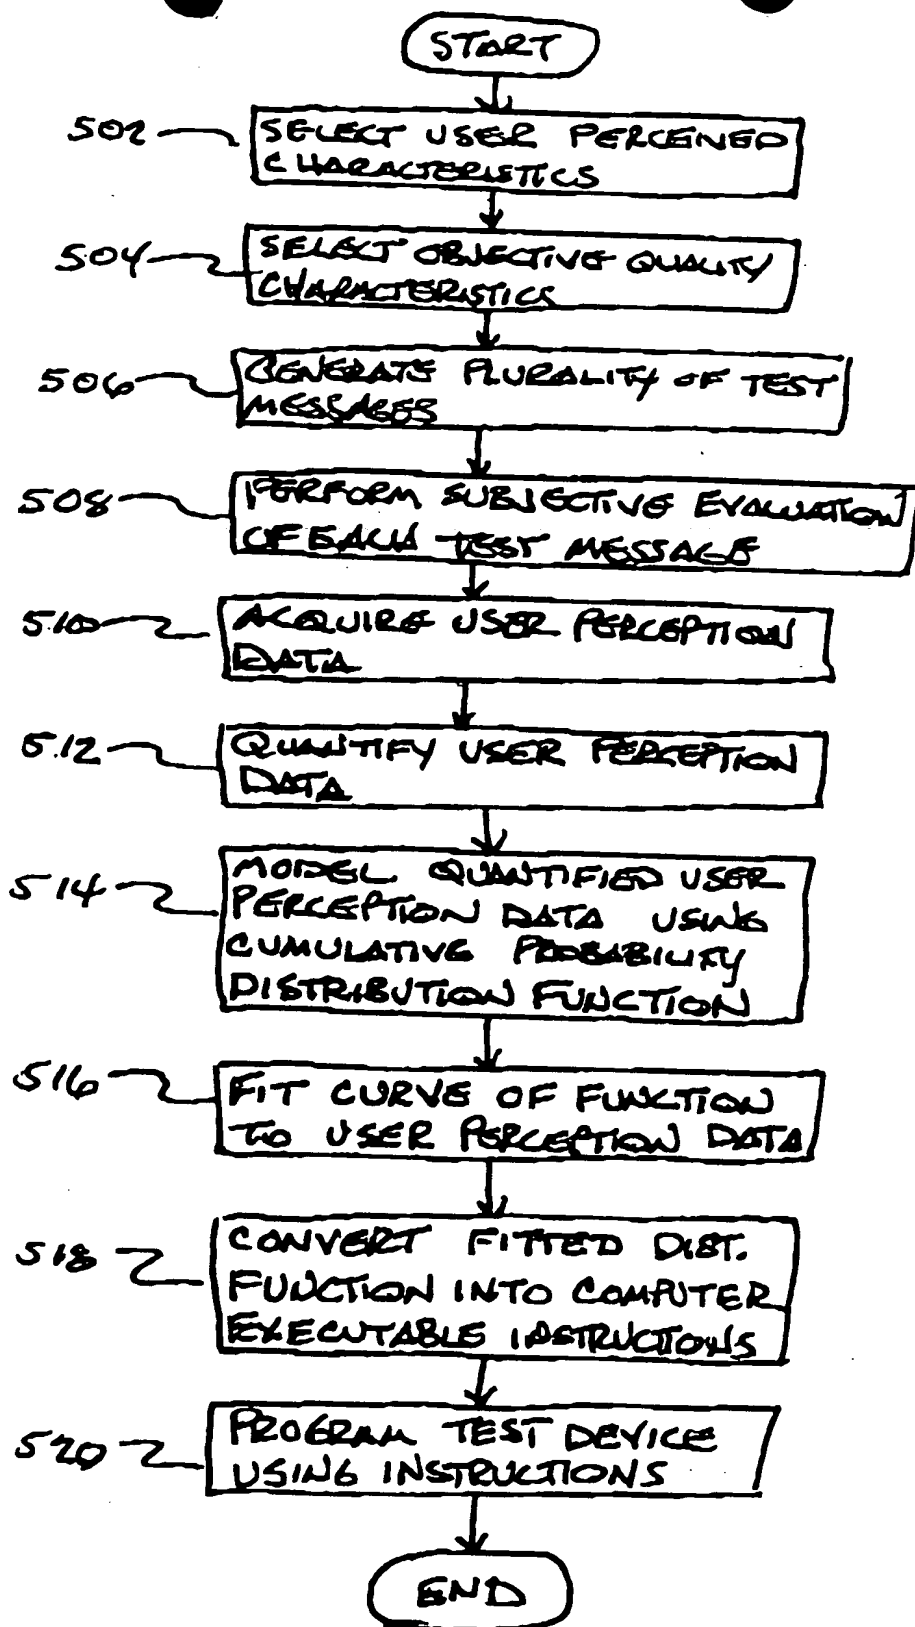 START
502
SELECT USER PERCEIVED
CHARACTERISTICS
504
SELECT OBJECTIVE QUALITY
CHARACTERISTICS
506
GENERATE PLURALITY OF TEST
MESSAGES
508
PERFORM SUBJECTIVE EVALUATION
OF EACH TEST MESSAGE
510
ACQUIRE USER PERCEPTION
DATA
512
QUANTIFY USER PERCEPTION
DATA
514
MODEL QUANTIFIED USER
PERCEPTION DATA USING
CUMULATIVE PROBABILITY
DISTRIBUTION FUNCTION
516
FIT CURVE OF FUNCTION
TO USER PERCEPTION DATA
518
CONVERT FITTED DIST.
FUNCTION INTO COMPUTER
EXECUTABLE INSTRUCTIONS
520
PROGRAM TEST DEVICE
USING INSTRUCTIONS
END